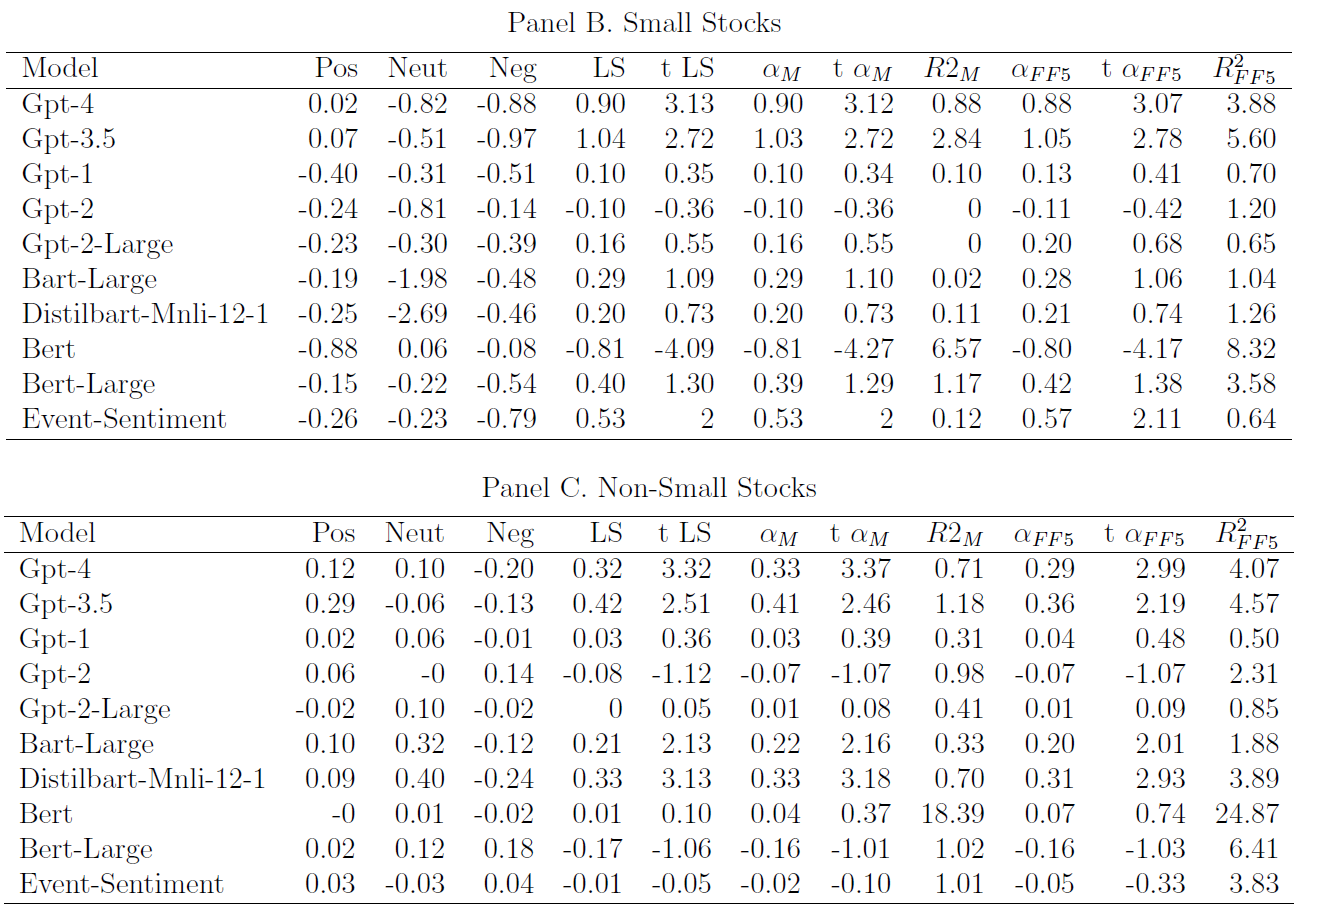 Panel B. Small Stocks
Model Pos Neut Neg LS t LS α_M t α_M R2_M α_FF5 t α_FF5 R²_FF5
Gpt-4 0.02 -0.82 -0.88 0.90 3.13 0.90 3.12 0.88 0.88 3.07 3.88
Gpt-3.5 0.07 -0.51 -0.97 1.04 2.72 1.03 2.72 2.84 1.05 2.78 5.60
Gpt-1 -0.40 -0.31 -0.51 0.10 0.35 0.10 0.34 0.10 0.13 0.41 0.70
Gpt-2 -0.24 -0.81 -0.14 -0.10 -0.36 -0.10 -0.36 0 -0.11 -0.42 1.20
Gpt-2-Large -0.23 -0.30 -0.39 0.16 0.55 0.16 0.55 0 0.20 0.68 0.65
Bart-Large -0.19 -1.98 -0.48 0.29 1.09 0.29 1.10 0.02 0.28 1.06 1.04
Distilbart-Mnli-12-1 -0.25 -2.69 -0.46 0.20 0.73 0.20 0.73 0.11 0.21 0.74 1.26
Bert -0.88 0.06 -0.08 -0.81 -4.09 -0.81 -4.27 6.57 -0.80 -4.17 8.32
Bert-Large -0.15 -0.22 -0.54 0.40 1.30 0.39 1.29 1.17 0.42 1.38 3.58
Event-Sentiment -0.26 -0.23 -0.79 0.53 2 0.53 2 0.12 0.57 2.11 0.64
Panel C. Non-Small Stocks
Model Pos Neut Neg LS t LS α_M t α_M R2_M α_FF5 t α_FF5 R²_FF5
Gpt-4 0.12 0.10 -0.20 0.32 3.32 0.33 3.37 0.71 0.29 2.99 4.07
Gpt-3.5 0.29 -0.06 -0.13 0.42 2.51 0.41 2.46 1.18 0.36 2.19 4.57
Gpt-1 0.02 0.06 -0.01 0.03 0.36 0.03 0.39 0.31 0.04 0.48 0.50
Gpt-2 0.06 -0 0.14 -0.08 -1.12 -0.07 -1.07 0.98 -0.07 -1.07 2.31
Gpt-2-Large -0.02 0.10 -0.02 0 0.05 0.01 0.08 0.41 0.01 0.09 0.85
Bart-Large 0.10 0.32 -0.12 0.21 2.13 0.22 2.16 0.33 0.20 2.01 1.88
Distilbart-Mnli-12-1 0.09 0.40 -0.24 0.33 3.13 0.33 3.18 0.70 0.31 2.93 3.89
Bert -0 0.01 -0.02 0.01 0.10 0.04 0.37 18.39 0.07 0.74 24.87
Bert-Large 0.02 0.12 0.18 -0.17 -1.06 -0.16 -1.01 1.02 -0.16 -1.03 6.41
Event-Sentiment 0.03 -0.03 0.04 -0.01 -0.05 -0.02 -0.10 1.01 -0.05 -0.33 3.83